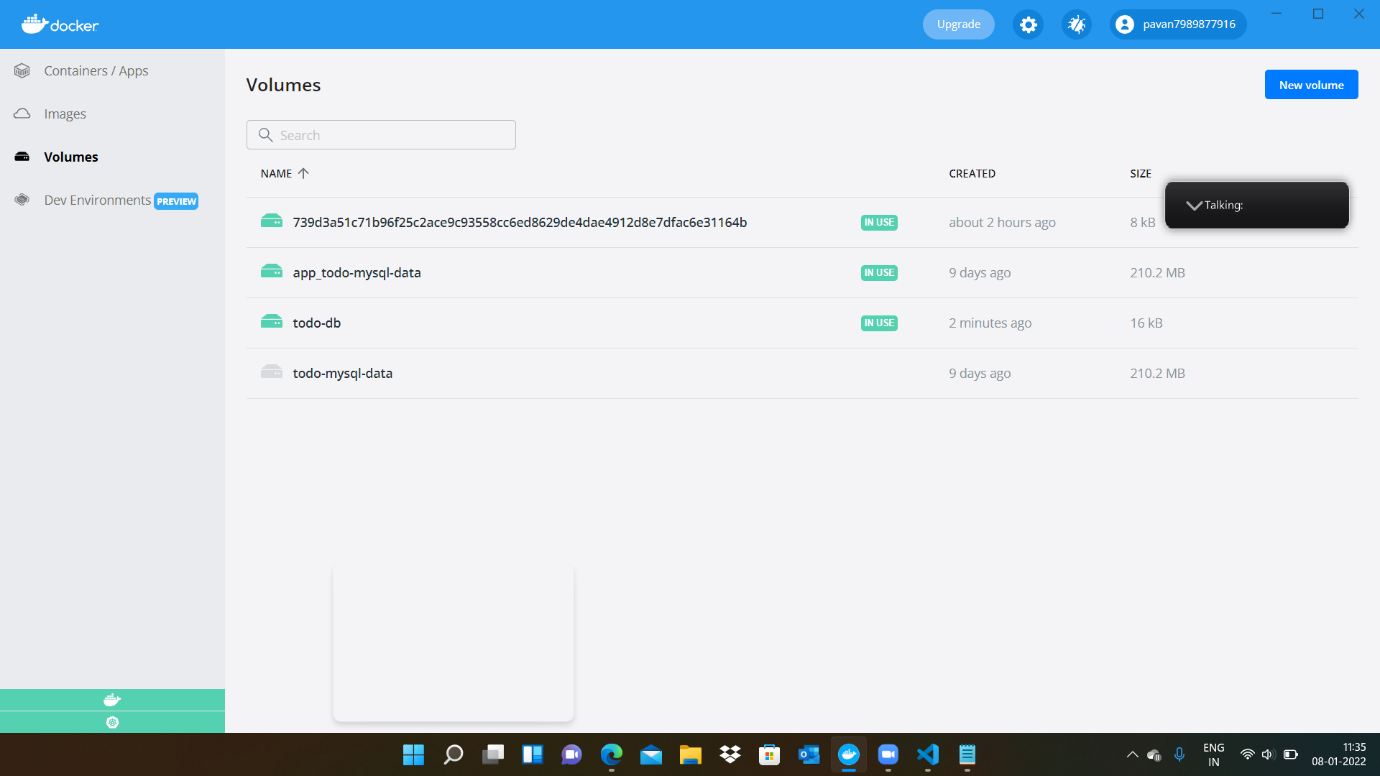 docker
Upgrade
pavan7989877916
Containers / Apps
Images
Volumes
Dev Environments PREVIEW
Volumes
New volume
Search
NAME CREATED SIZE
739d3a51c71b96f25c2ace9c93558cc6ed8629de4dae4912d8e7dfac6e31164b IN USE about 2 hours ago 8 kB
Talking:
app_todo-mysql-data IN USE 9 days ago 210.2 MB
todo-db IN USE 2 minutes ago 16 kB
todo-mysql-data 9 days ago 210.2 MB
ENG
IN
11:35
08-01-2022